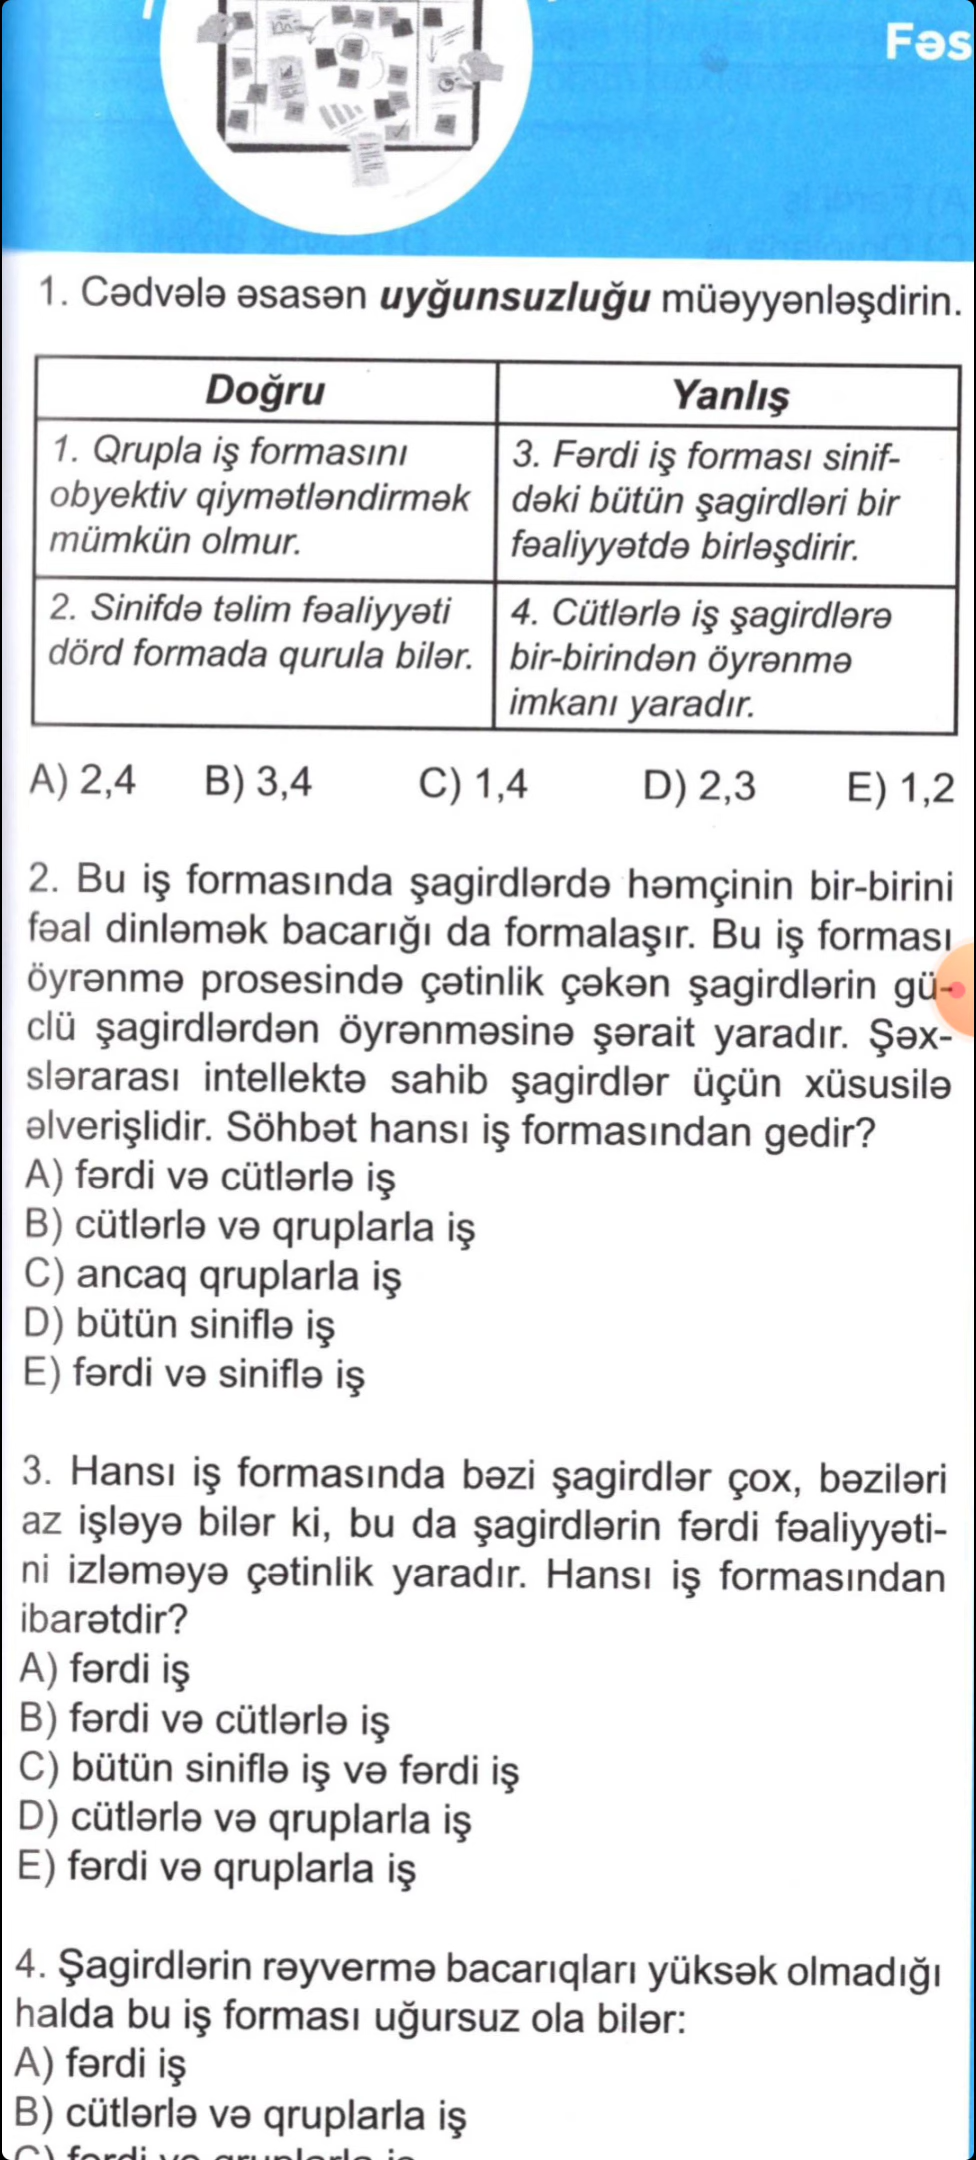 Fəs
1. Cədvələ əsasən uyğunsuzluğu müəyyənləşdirin.
Doğru
Yanlış
1. Qrupla iş formasını
obyektiv qiymətləndirmək
mümkün olmur.
3. Fərdi iş forması sinif-
dəki bütün şagirdləri bir
fəaliyyətdə birləşdirir.
2. Sinifdə təlim fəaliyyəti
dörd formada qurula bilər.
4. Cütlərlə iş şagirdlərə
bir-birindən öyrənmə
imkanı yaradır.
A) 2,4 B) 3,4 C) 1,4 D) 2,3 E) 1,2
2. Bu iş formasında şagirdlərdə həmçinin bir-birini
fəal dinləmək bacarığı da formalaşır. Bu iş forması
öyrənmə prosesində çətinlik çəkən şagirdlərin gü-
clü şagirdlərdən öyrənməsinə şərait yaradır. Şəx-
slərarası intellektə sahib şagirdlər üçün xüsusilə
əlverişlidir. Söhbət hansı iş formasından gedir?
A) fərdi və cütlərlə iş
B) cütlərlə və qruplarla iş
C) ancaq qruplarla iş
D) bütün siniflə iş
E) fərdi və siniflə iş
3. Hansı iş formasında bəzi şagirdlər çox, bəziləri
az işləyə bilər ki, bu da şagirdlərin fərdi fəaliyyəti-
ni izləməyə çətinlik yaradır. Hansı iş formasından
ibarətdir?
A) fərdi iş
B) fərdi və cütlərlə iş
C) bütün siniflə iş və fərdi iş
D) cütlərlə və qruplarla iş
E) fərdi və qruplarla iş
4. Şagirdlərin rəyvermə bacarıqları yüksək olmadığı
halda bu iş forması uğursuz ola bilər:
A) fərdi iş
B) cütlərlə və qruplarla iş
C) fərdi və qruplarla iş